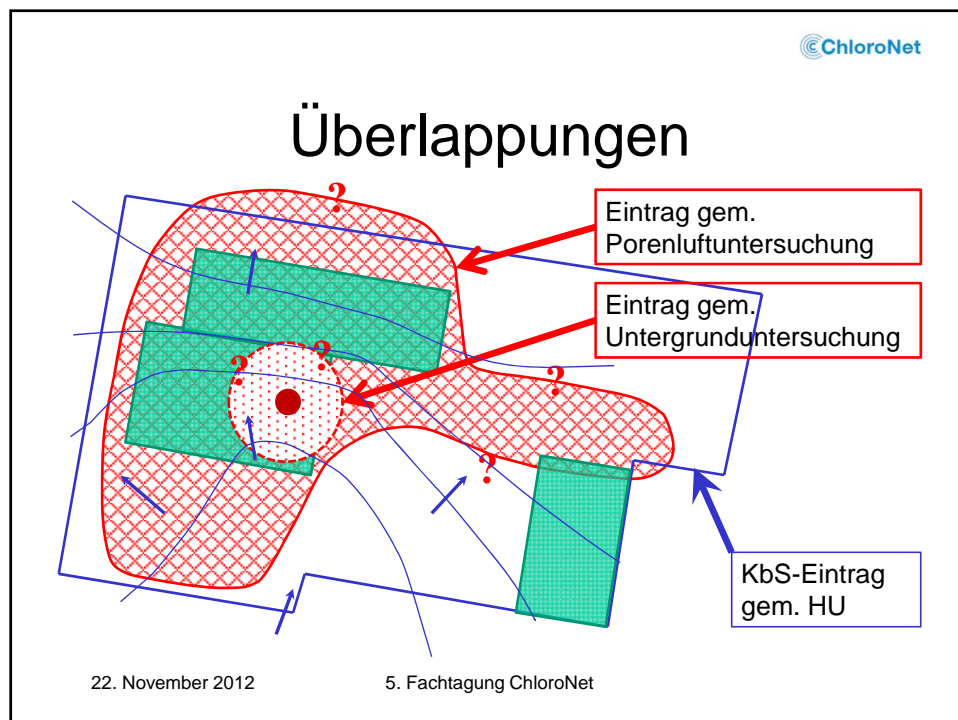 ChloroNet
Überlappungen
?
Eintrag gem.
Porenluftuntersuchung
Eintrag gem.
Untergrunduntersuchung
?
?
?
?
KbS-Eintrag
gem. HU
22. November 2012
5. Fachtagung ChloroNet